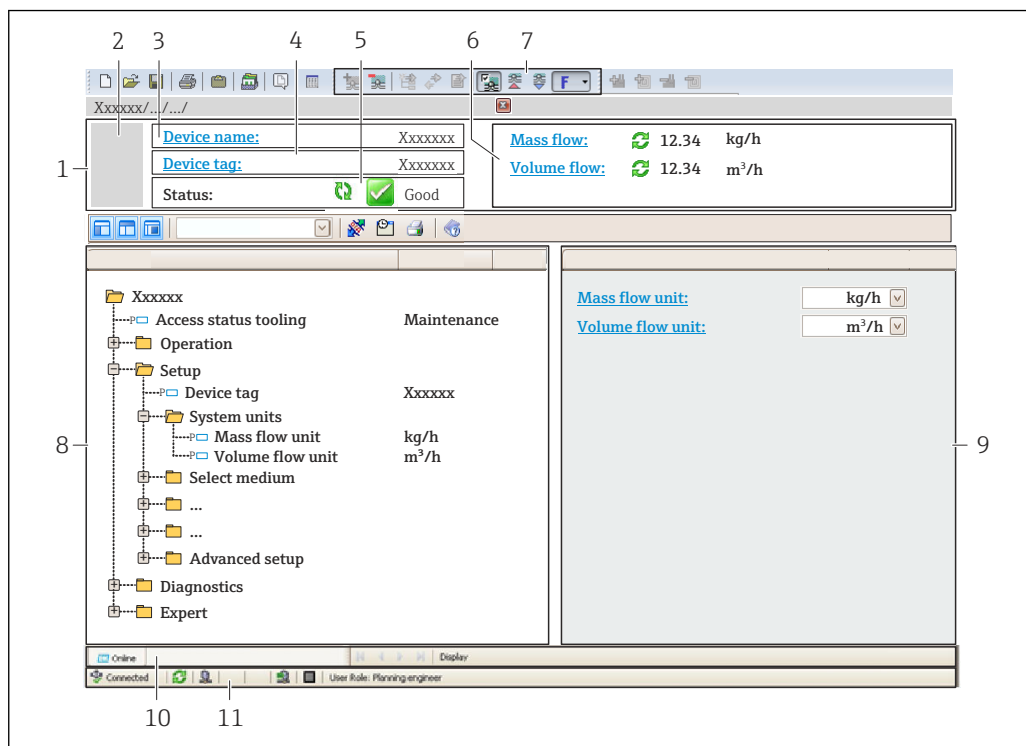 2 3 4 5 6 7
F
Xxxxxx/.../.../
1
Device name: Xxxxxxx
Device tag: Xxxxxxx
Status: Good
Mass flow: 12.34 kg/h
Volume flow: 12.34 m³/h
8
Xxxxxx
P Access status tooling Maintenance
Operation
Setup
P Device tag Xxxxxx
System units
P Mass flow unit kg/h
P Volume flow unit m³/h
Select medium
...
...
Advanced setup
Diagnostics
Expert
Mass flow unit: kg/h
Volume flow unit: m³/h
9
Online Display
Connected User Role: Planning engineer
10 11